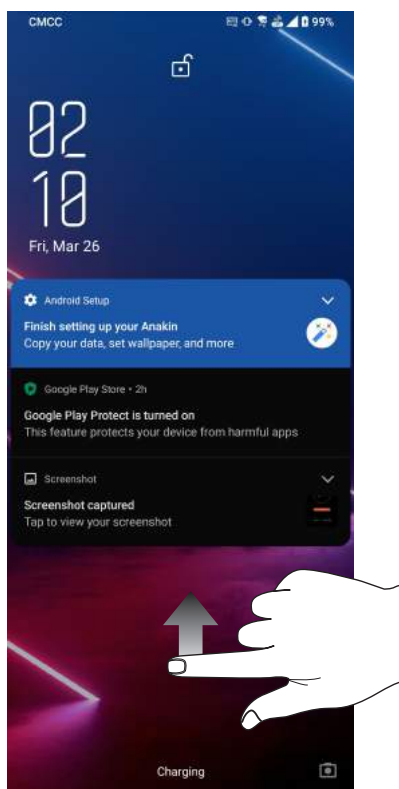 CMCC 99%
02
10
Fri, Mar 26
Android Setup
Finish setting up your Anakin
Copy your data, set wallpaper, and more
Google Play Store • 2h
Google Play Protect is turned on
This feature protects your device from harmful apps
Screenshot
Screenshot captured
Tap to view your screenshot
Charging